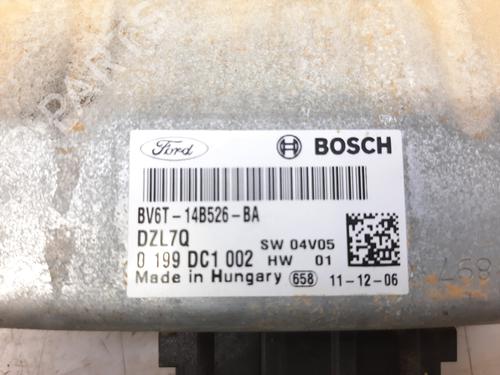 B-PARTS
Ford
BOSCH
BV6T-14B526-BA
DZL7Q SW 04V05
0 199 DC1 002 HW 01
Made in Hungary 658 11-12-06